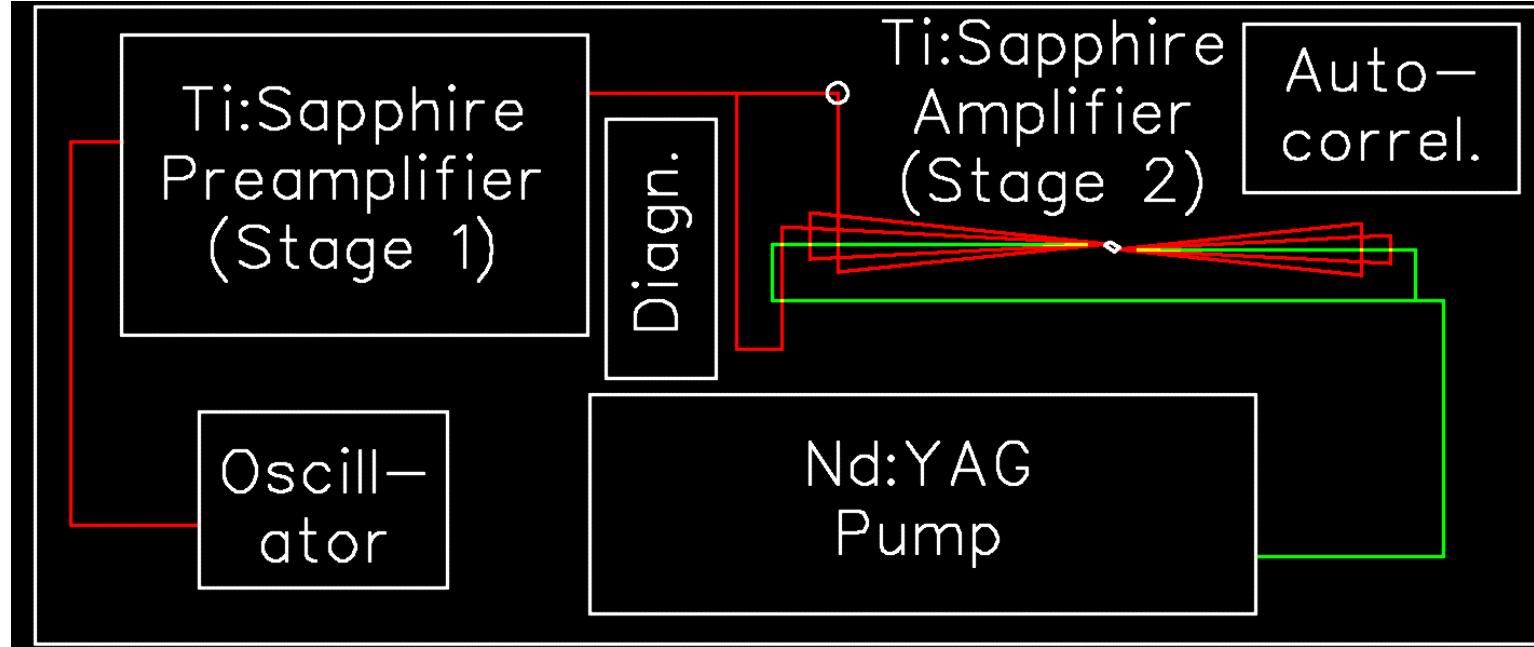 Ti:Sapphire
Preamplifier
(Stage 1)
Diagn.
Ti:Sapphire
Amplifier
(Stage 2)
Auto-
correl.
Oscill-
ator
Nd:YAG
Pump